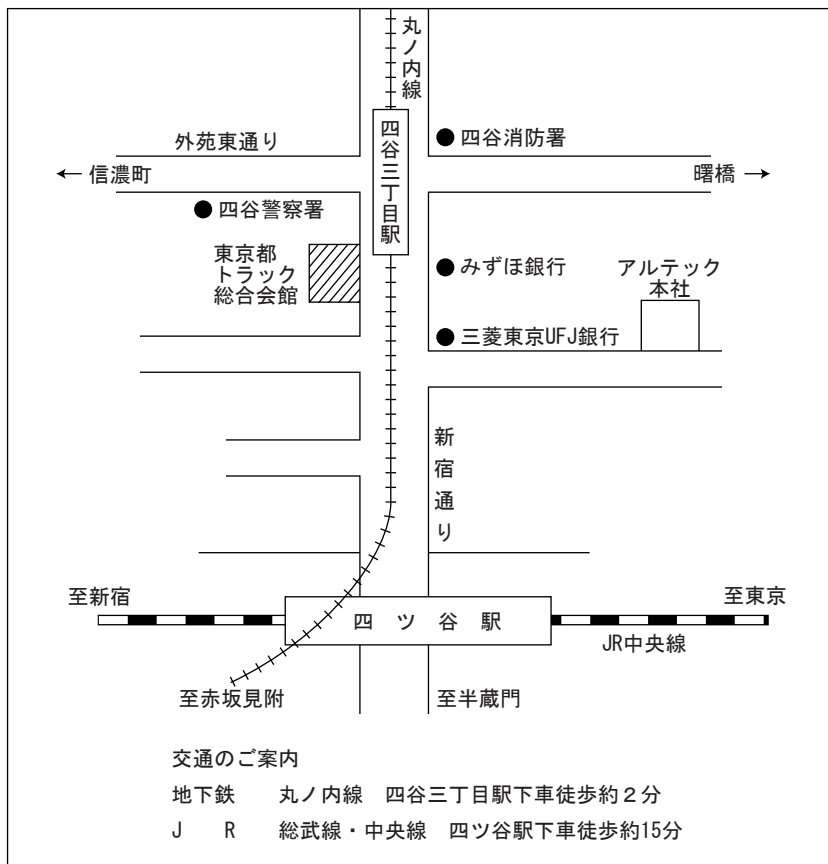 丸ノ内線
四谷三丁目駅
四谷消防署
外苑東通り
← 信濃町
曙橋 →
四谷警察署
東京都
トラック
総合会館
みずほ銀行
アルテック
本社
三菱東京UFJ銀行
新宿通り
至新宿
四ツ谷駅
至東京
JR中央線
至赤坂見附
至半蔵門
交通のご案内
地下鉄　丸ノ内線　四谷三丁目駅下車徒歩約２分
Ｊ　Ｒ　総武線・中央線　四ツ谷駅下車徒歩約15分